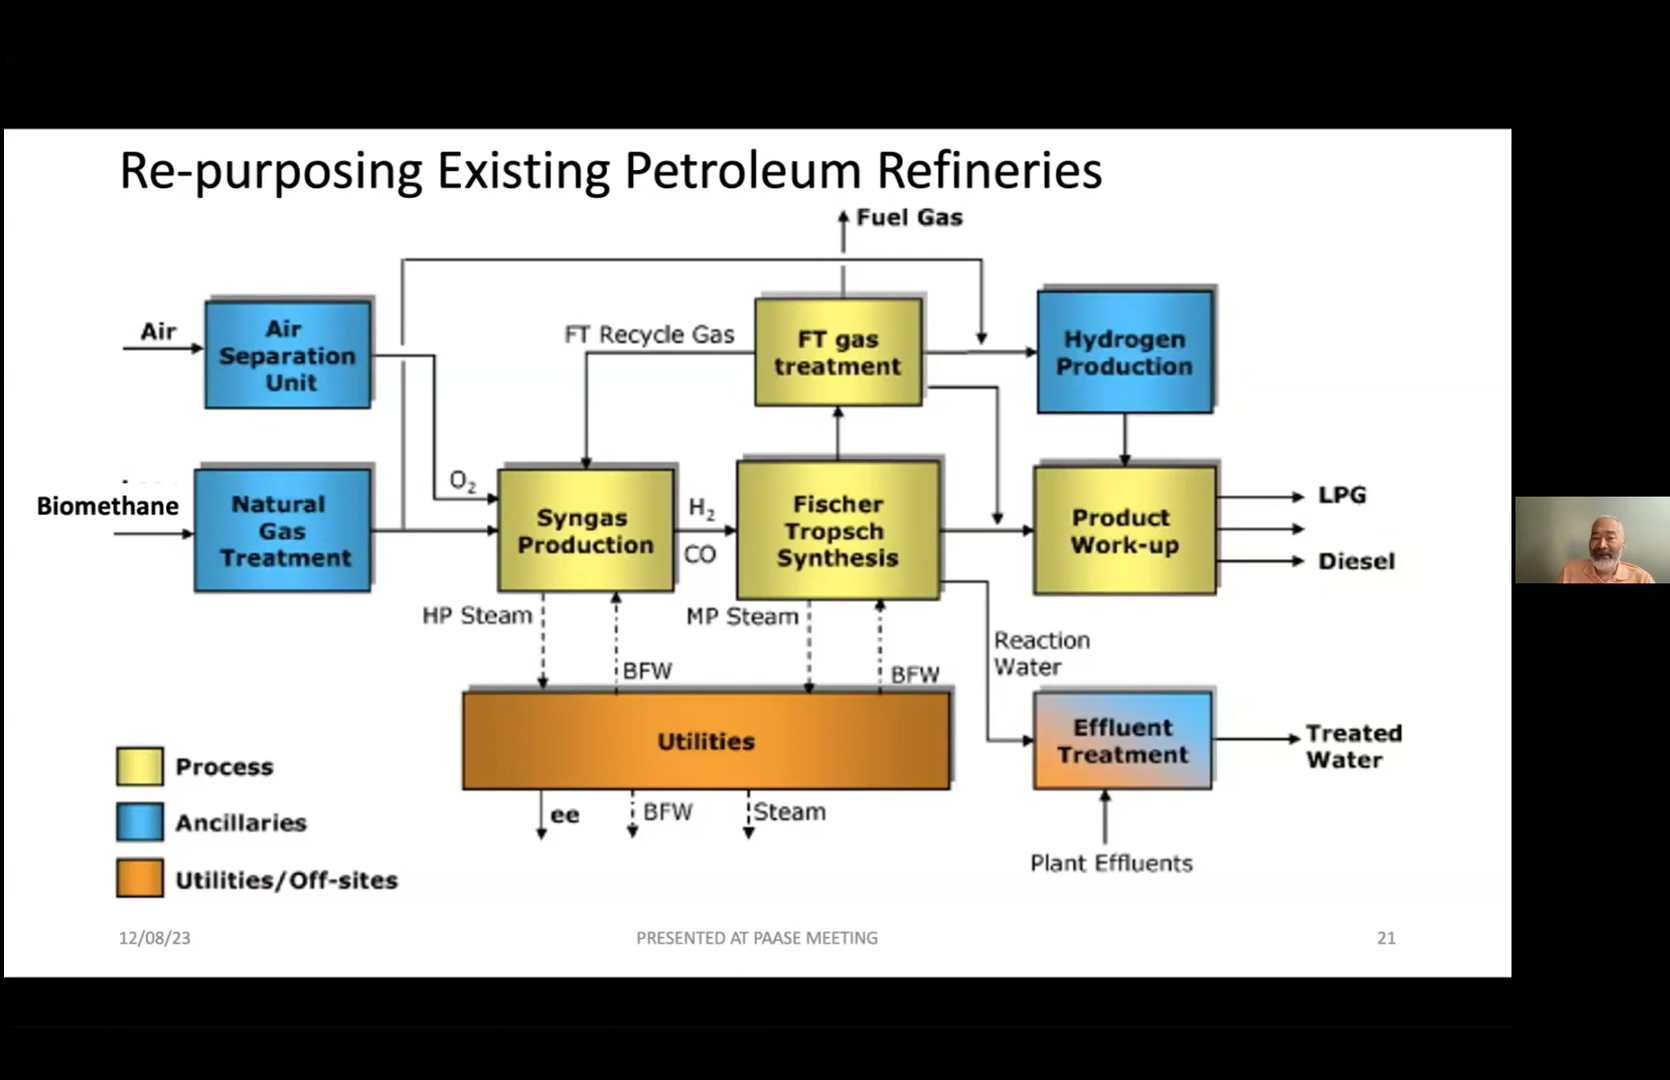 Re-purposing Existing Petroleum Refineries
Fuel Gas
Air
Air
Separation
Unit
FT Recycle Gas
FT gas
treatment
Hydrogen
Production
Biomethane
Natural
Gas
Treatment
O2
Syngas
Production
H2
CO
Fischer
Tropsch
Synthesis
Product
Work-up
LPG
Diesel
HP Steam
BFW
MP Steam
BFW
Reaction
Water
Utilities
Effluent
Treatment
Treated
Water
ee
BFW
Steam
Plant Effluents
Process
Ancillaries
Utilities/Off-sites
12/08/23
PRESENTED AT PAASE MEETING
21